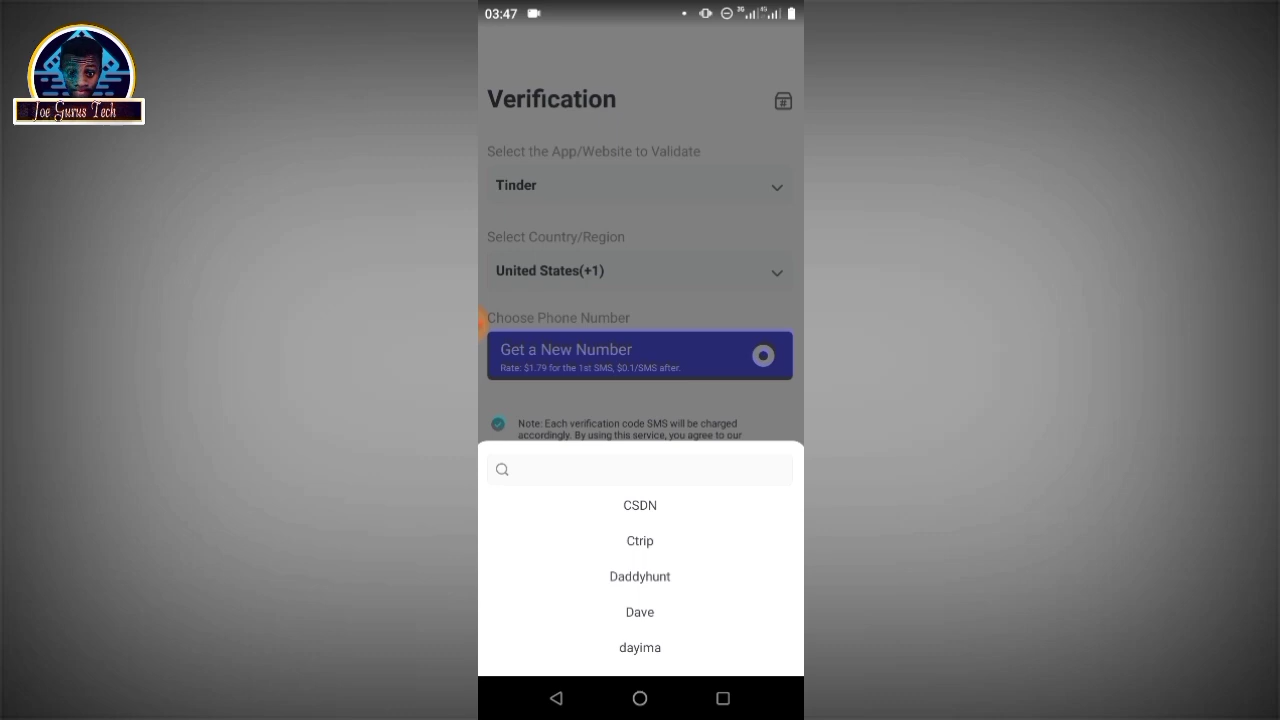 03:47
3G 4G
Joe Gurus Tech
Verification
#
Select the App/Website to Validate
Tinder
Select Country/Region
United States(+1)
Choose Phone Number
Get a New Number
Rate: $1.79 for the 1st SMS, $0.1/SMS after.
Note: Each verification code SMS will be charged
accordingly. By using this service, you agree to our
CSDN
Ctrip
Daddyhunt
Dave
dayima